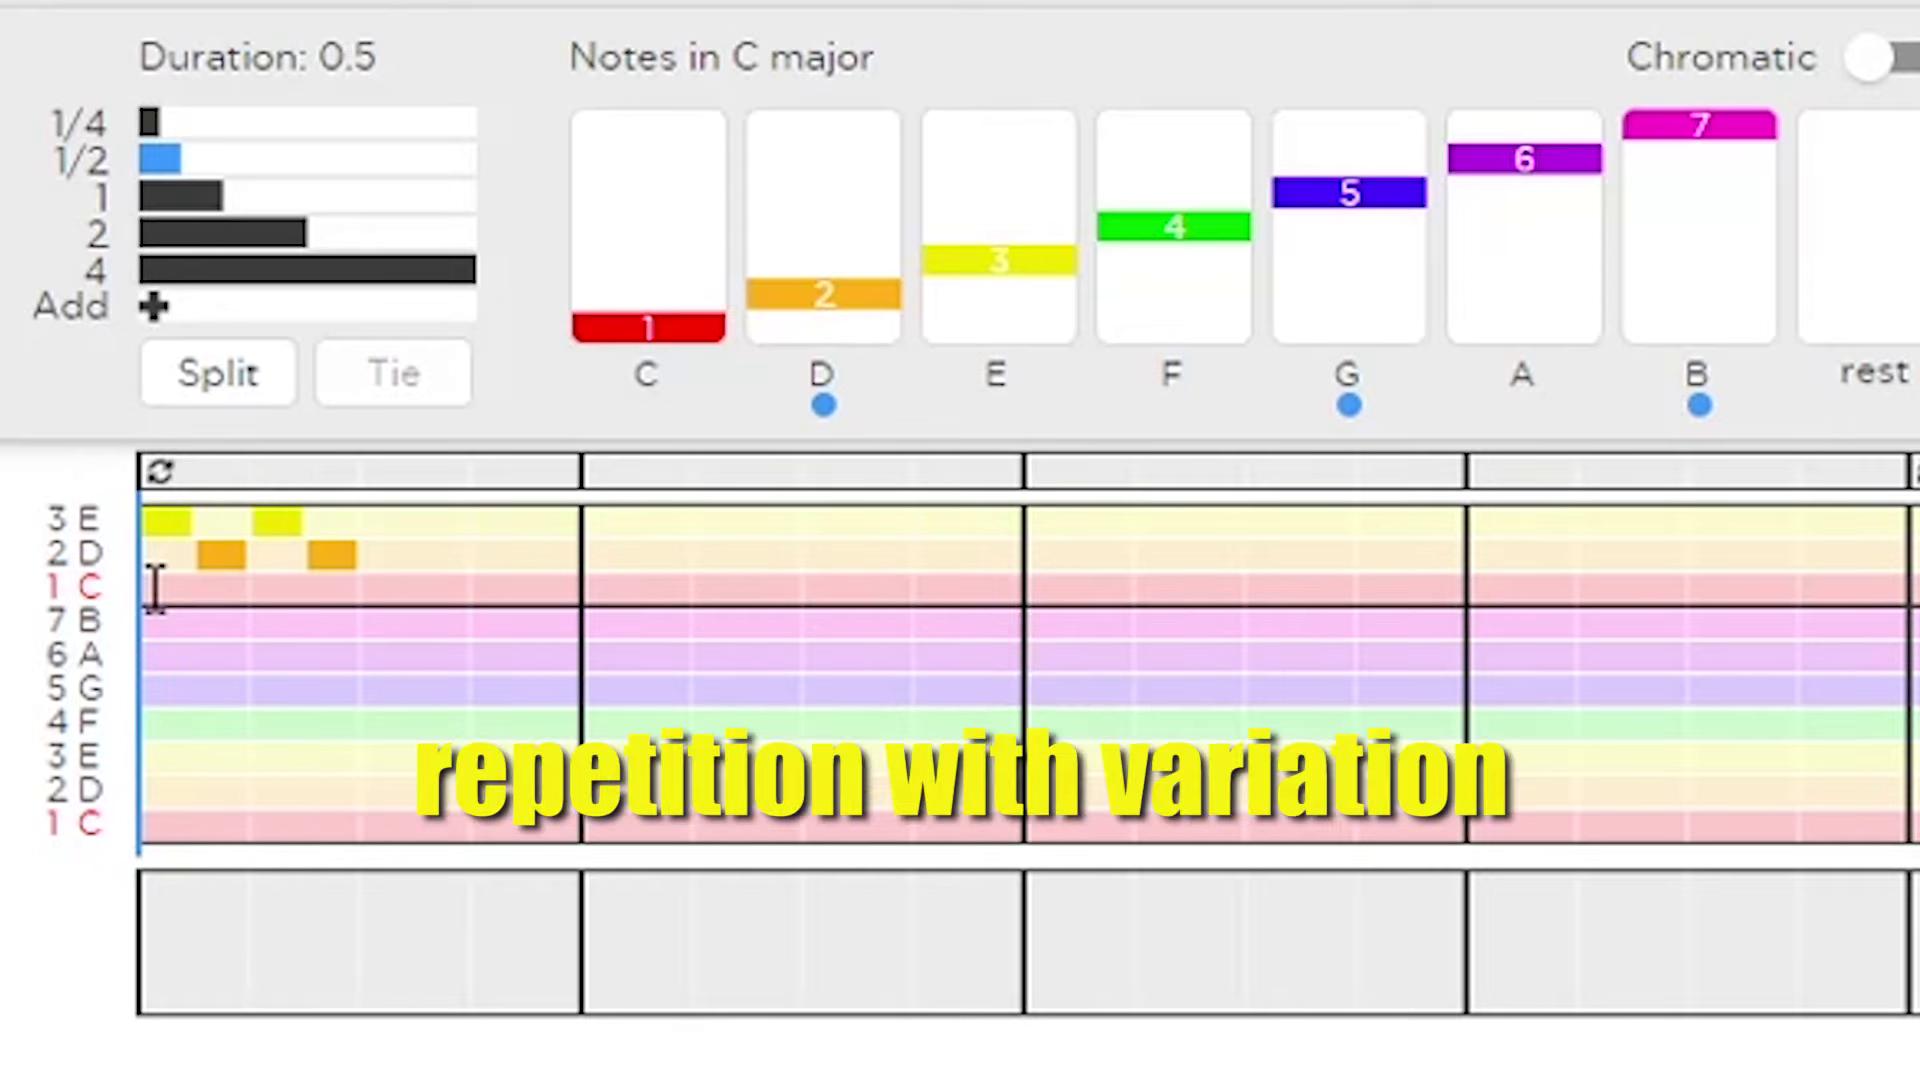 Duration: 0.5
Notes in C major
Chromatic
1/4
1/2
1
2
4
Add
Split
Tie
1
2
3
4
5
6
7
C
D
E
F
G
A
B
rest
3 E
2 D
1 C
7 B
6 A
5 G
4 F
3 E
2 D
1 C
repetition with variation